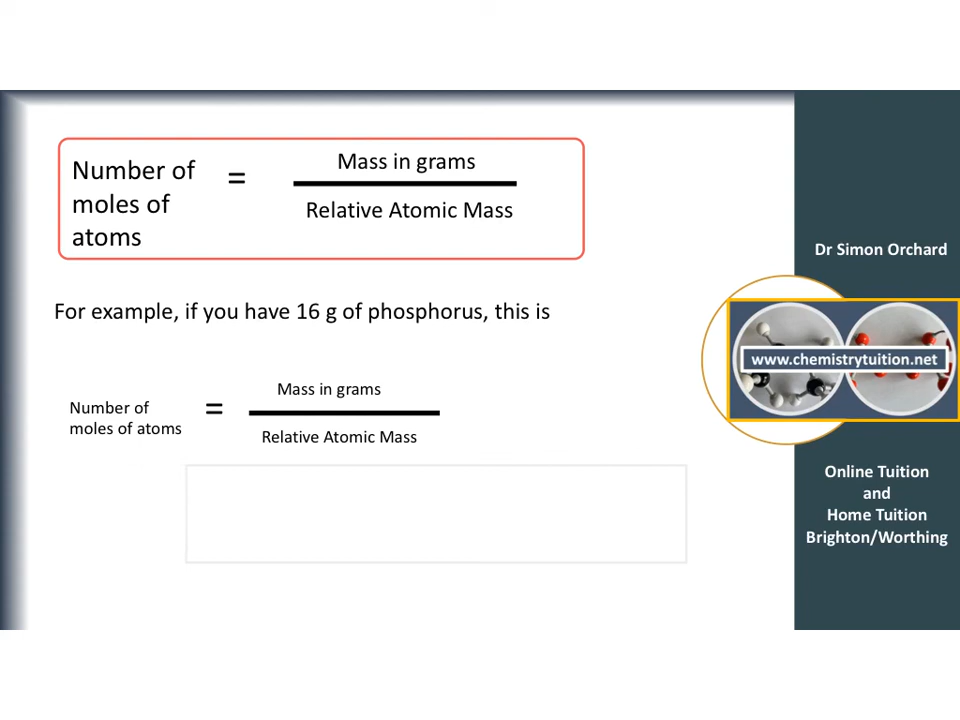 Number of
moles of
atoms
=
Mass in grams
Relative Atomic Mass
For example, if you have 16 g of phosphorus, this is
Number of
moles of atoms
=
Mass in grams
Relative Atomic Mass
Dr Simon Orchard
www.chemistrytuition.net
Online Tuition
and
Home Tuition
Brighton/Worthing